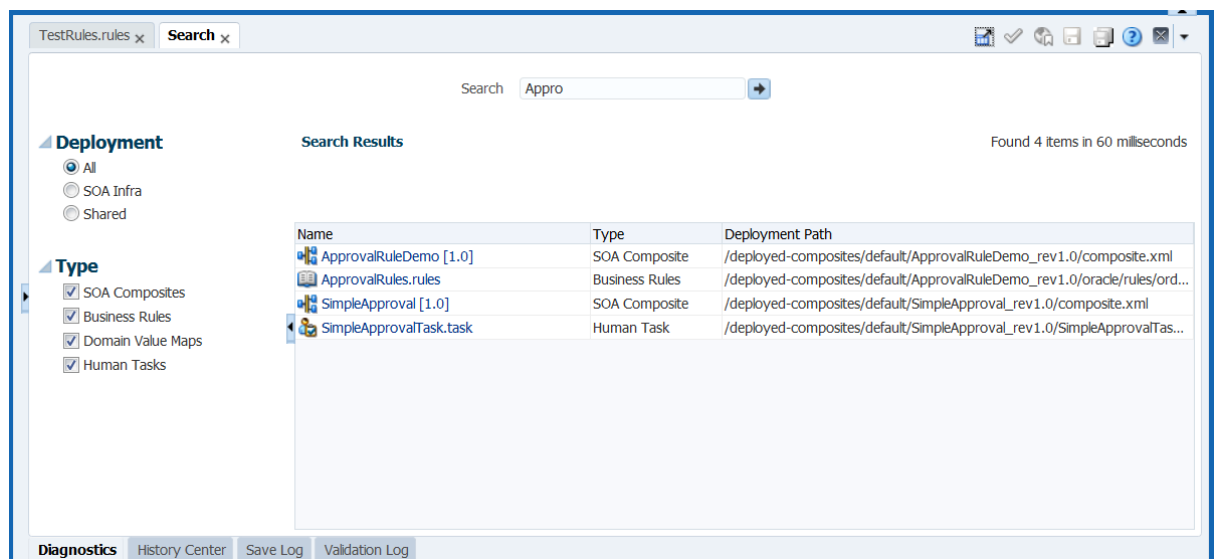 TestRules.rules x Search x
Search Appro
Deployment
All
SOA Infra
Shared
Type
SOA Composites
Business Rules
Domain Value Maps
Human Tasks
Search Results Found 4 items in 60 milliseconds
Name Type Deployment Path
ApprovalRuleDemo [1.0] SOA Composite /deployed-composites/default/ApprovalRuleDemo_rev1.0/composite.xml
ApprovalRules.rules Business Rules /deployed-composites/default/ApprovalRuleDemo_rev1.0/oracle/rules/ord...
SimpleApproval [1.0] SOA Composite /deployed-composites/default/SimpleApproval_rev1.0/composite.xml
SimpleApprovalTask.task Human Task /deployed-composites/default/SimpleApproval_rev1.0/SimpleApprovalTas...
Diagnostics History Center Save Log Validation Log